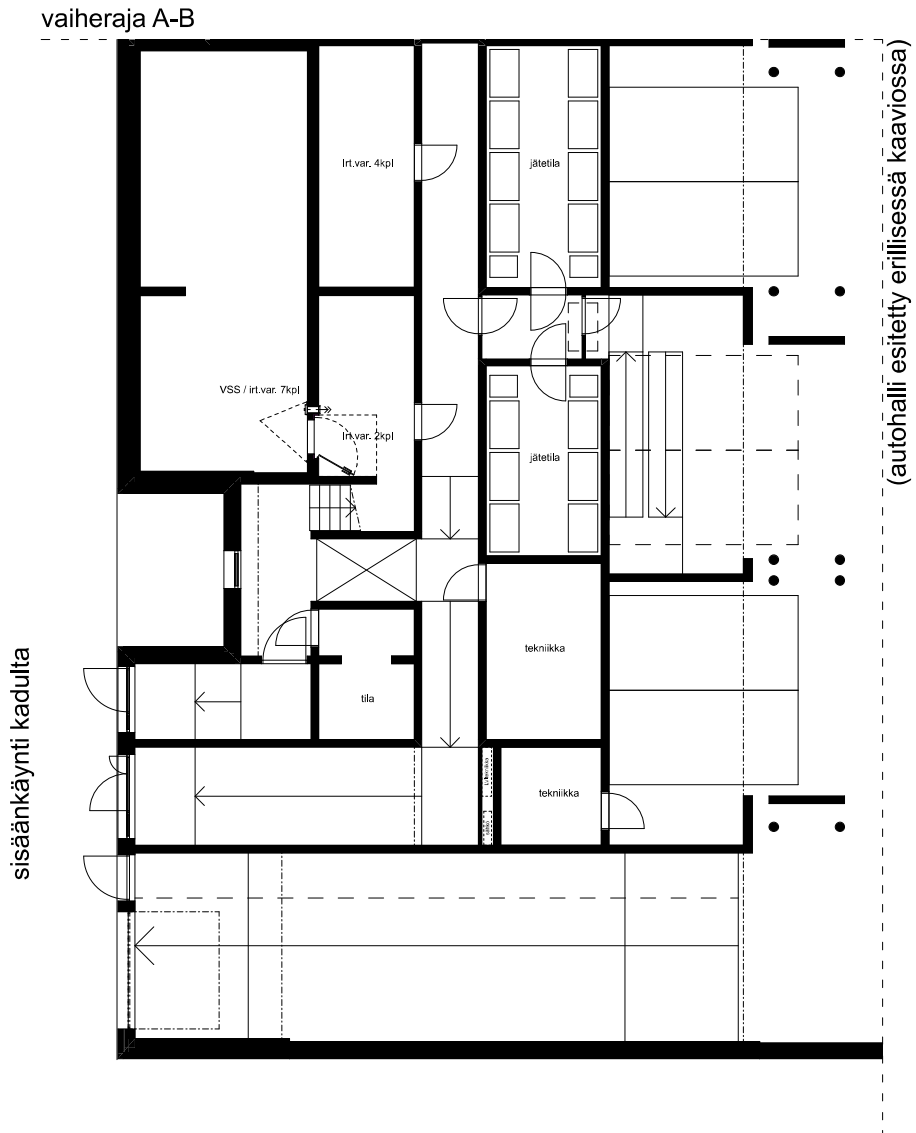 vaiheraja A-B
(autohalli esitetty erillisessä kaaviossa)
Irt.var. 4kpl
jätetila
VSS / irt.var. 7kpl
Irt.var. 2kpl
jätetila
tekniikka
tila
tekniikka
sisäänkäynti kadulta